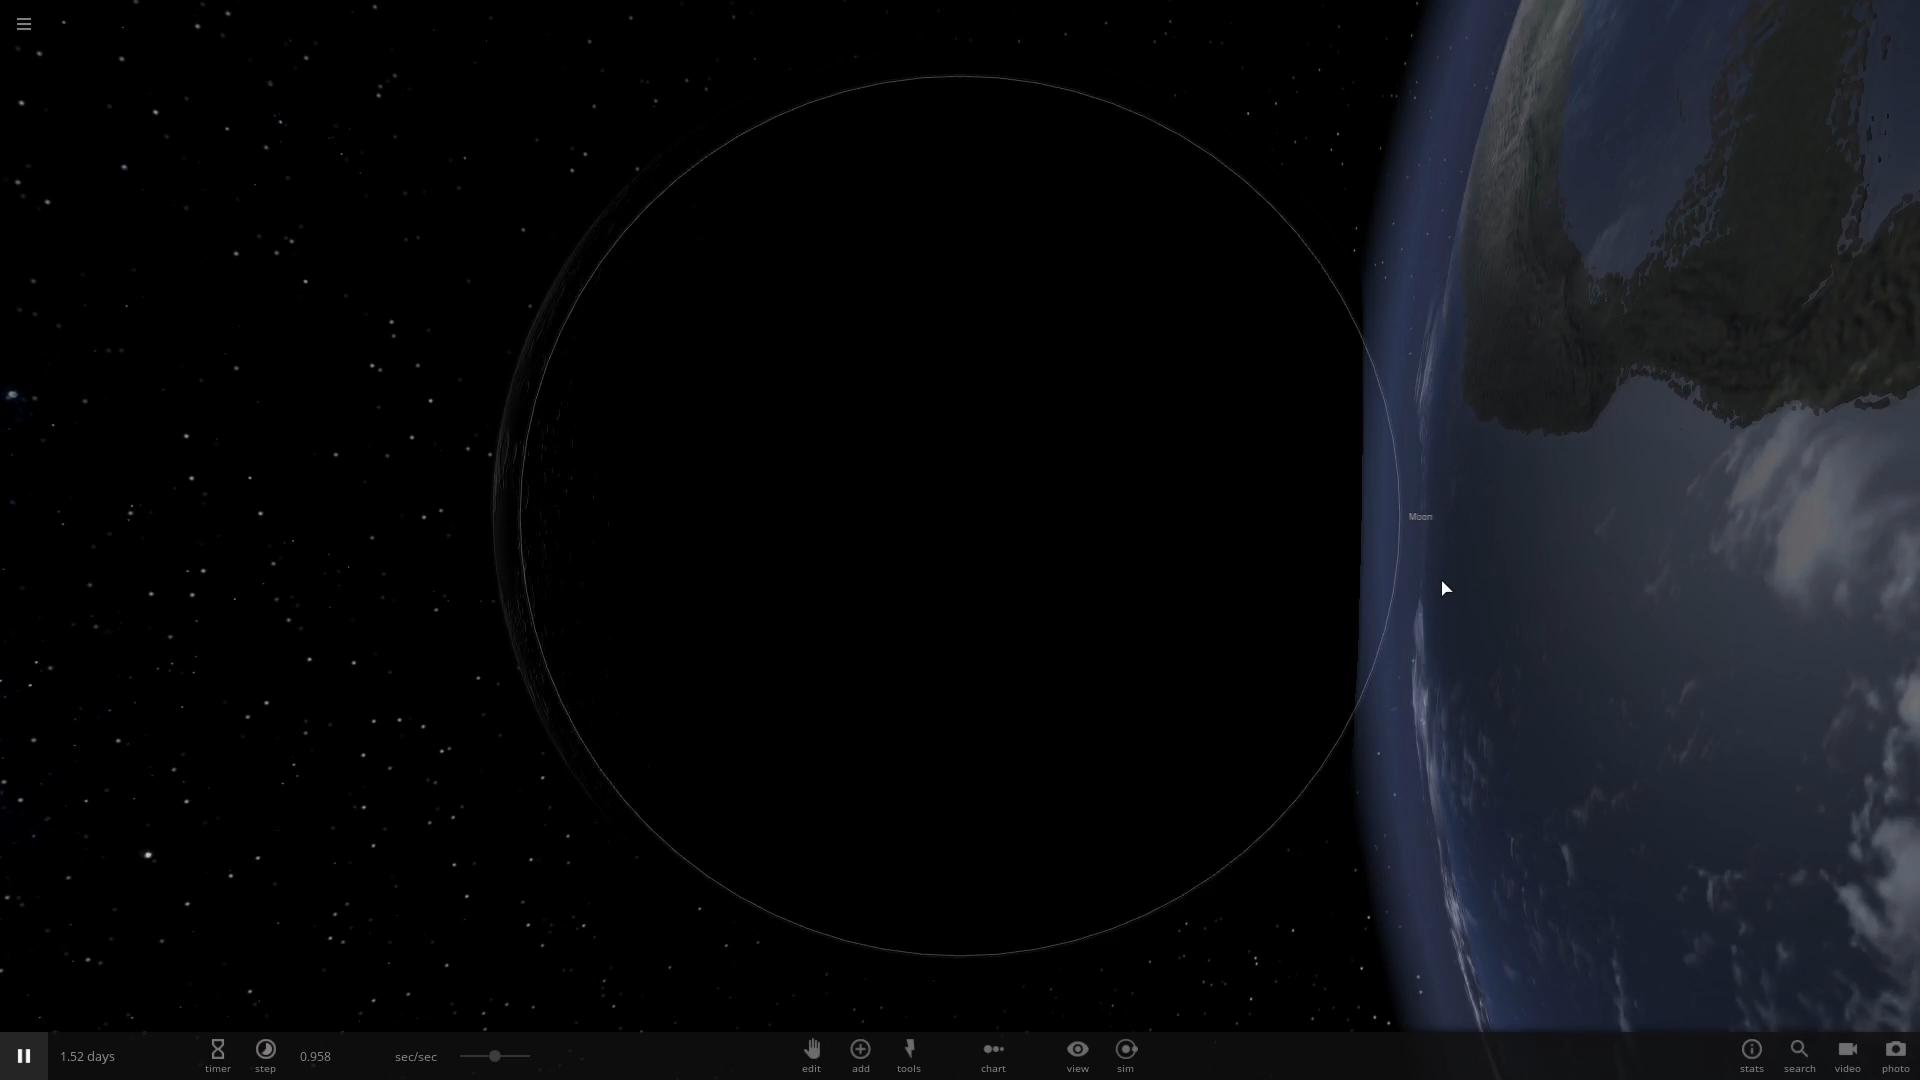 Moon
1.52 days
timer
step
0.958
sec/sec
edit
add
tools
chart
view
sim
stats
search
video
photo